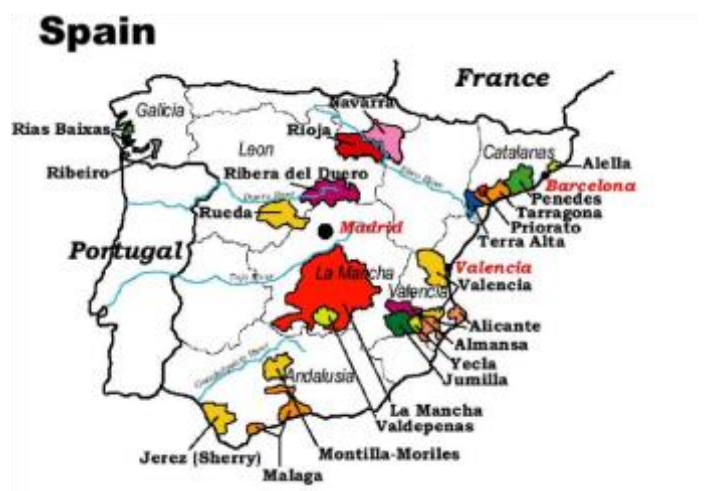 Spain
France
Navarra
Galicia
Rias Baixas
Rioja
Leon
Catalanas
Alella
Ribeiro
Ribera del Duero
Barcelona
Penedes
Rueda
Tarragona
Madrid
Priorato
Terra Alta
Portugal
La Mancha
Valencia
Valencia
Valencia
Alicante
Almansa
Yecla
Jumilla
Andalusia
La Mancha
Valdepenas
Jerez (Sherry)
Montilla-Moriles
Malaga